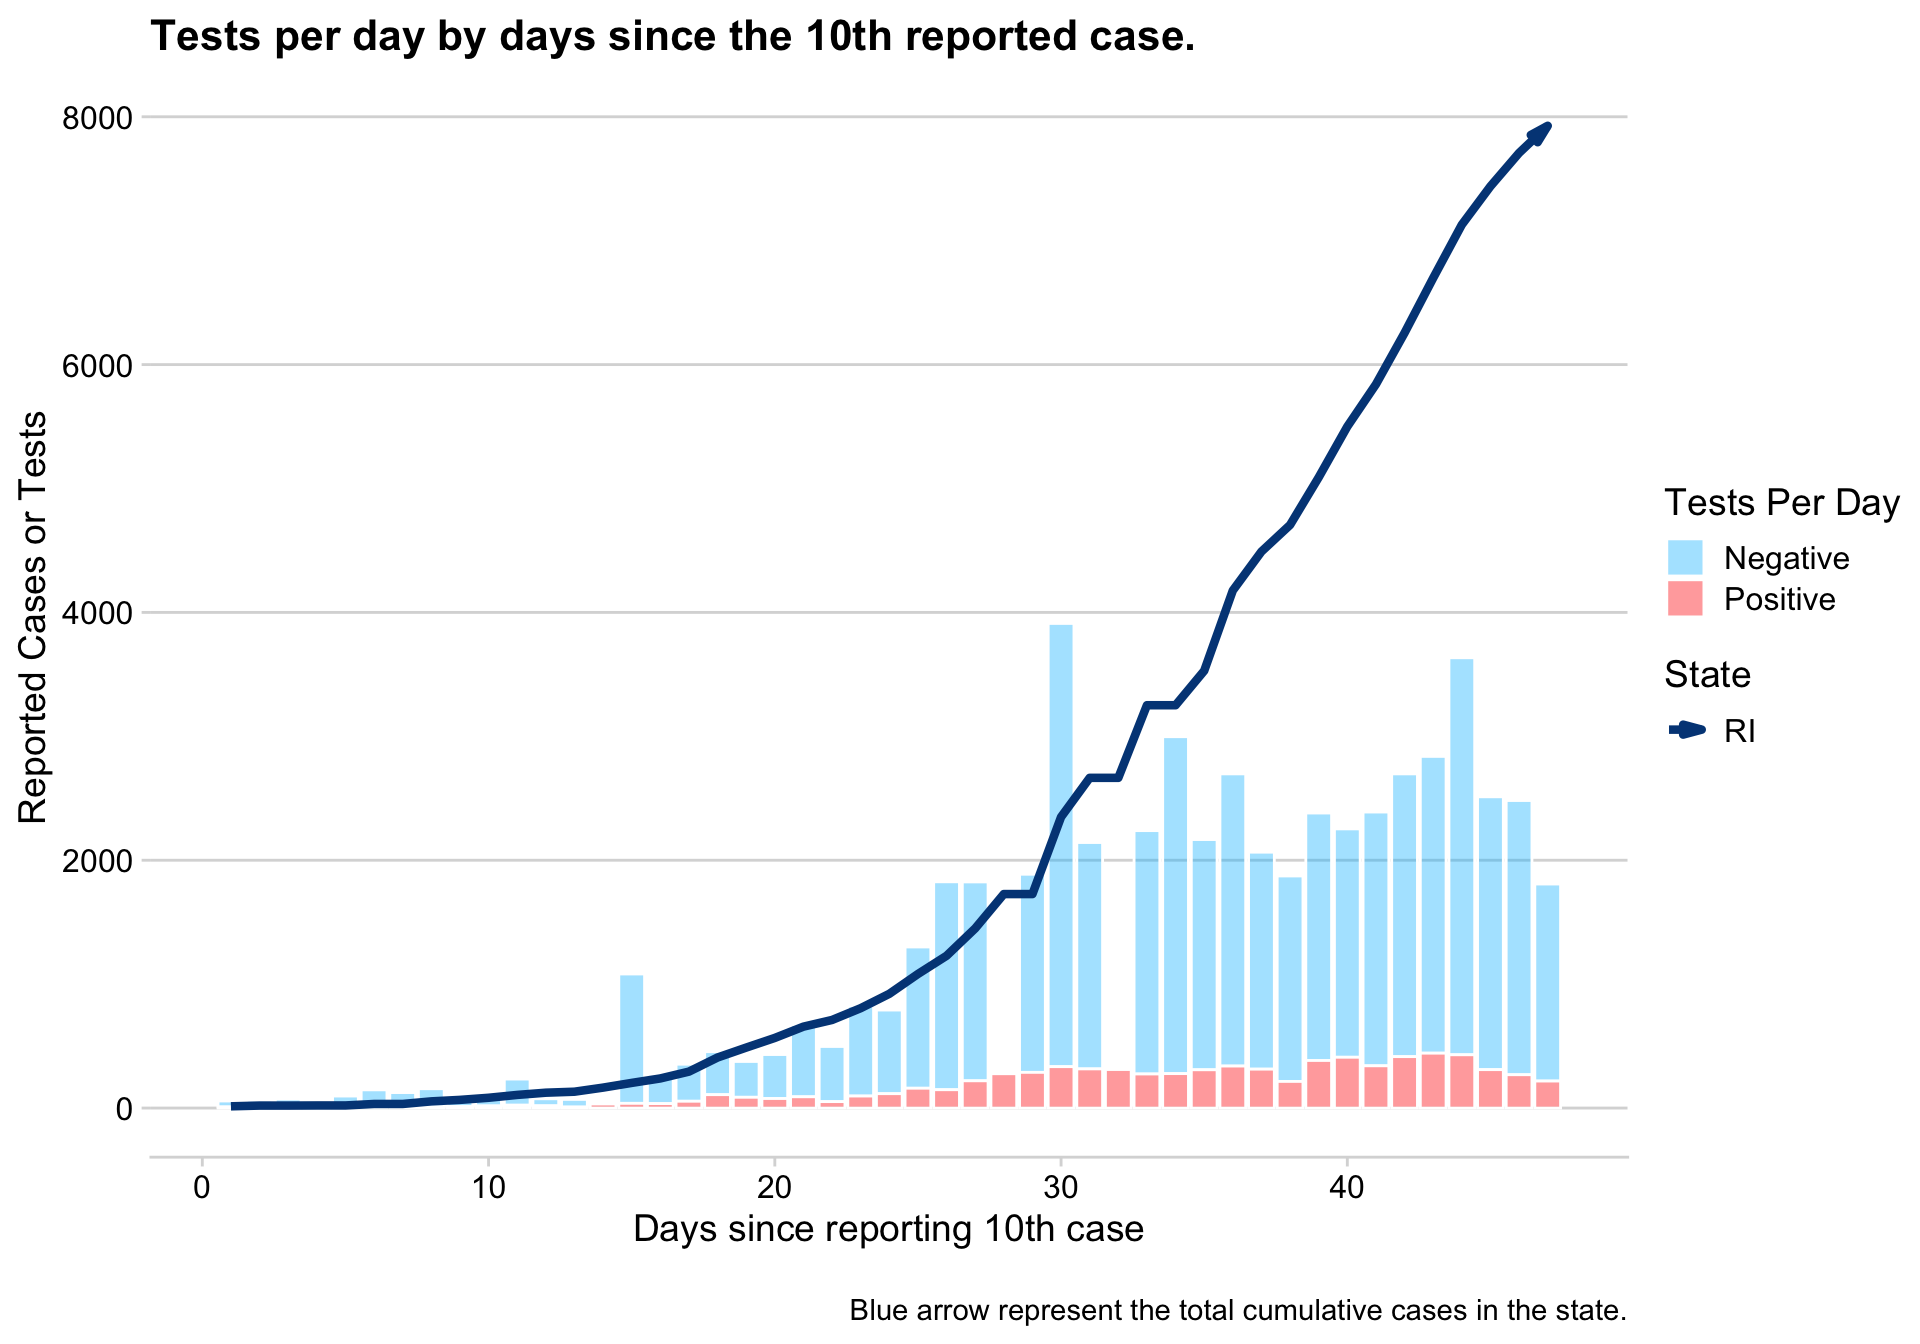 Tests per day by days since the 10th reported case.
8000
6000
4000
2000
0
Reported Cases or Tests
0 10 20 30 40
Days since reporting 10th case
Tests Per Day
Negative
Positive
State
RI
Blue arrow represent the total cumulative cases in the state.